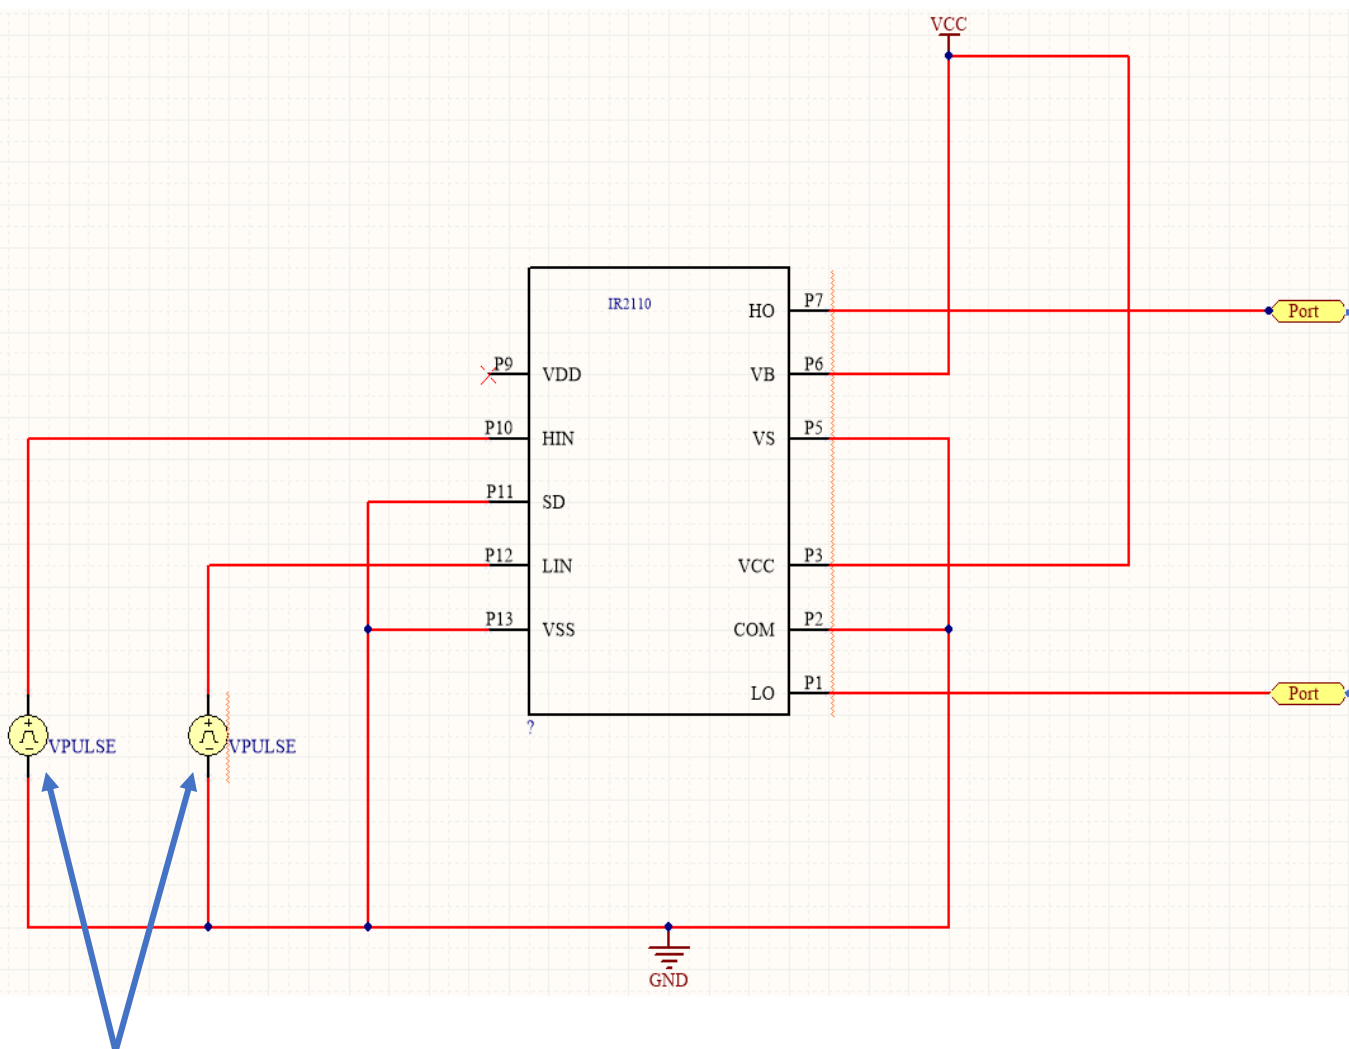 VCC
IR2110
HO P7
Port
P9 VDD
VB P6
P10 HIN
VS P5
P11 SD
P12 LIN
VCC P3
P13 VSS
COM P2
LO P1
Port
?
VPULSE
VPULSE
GND